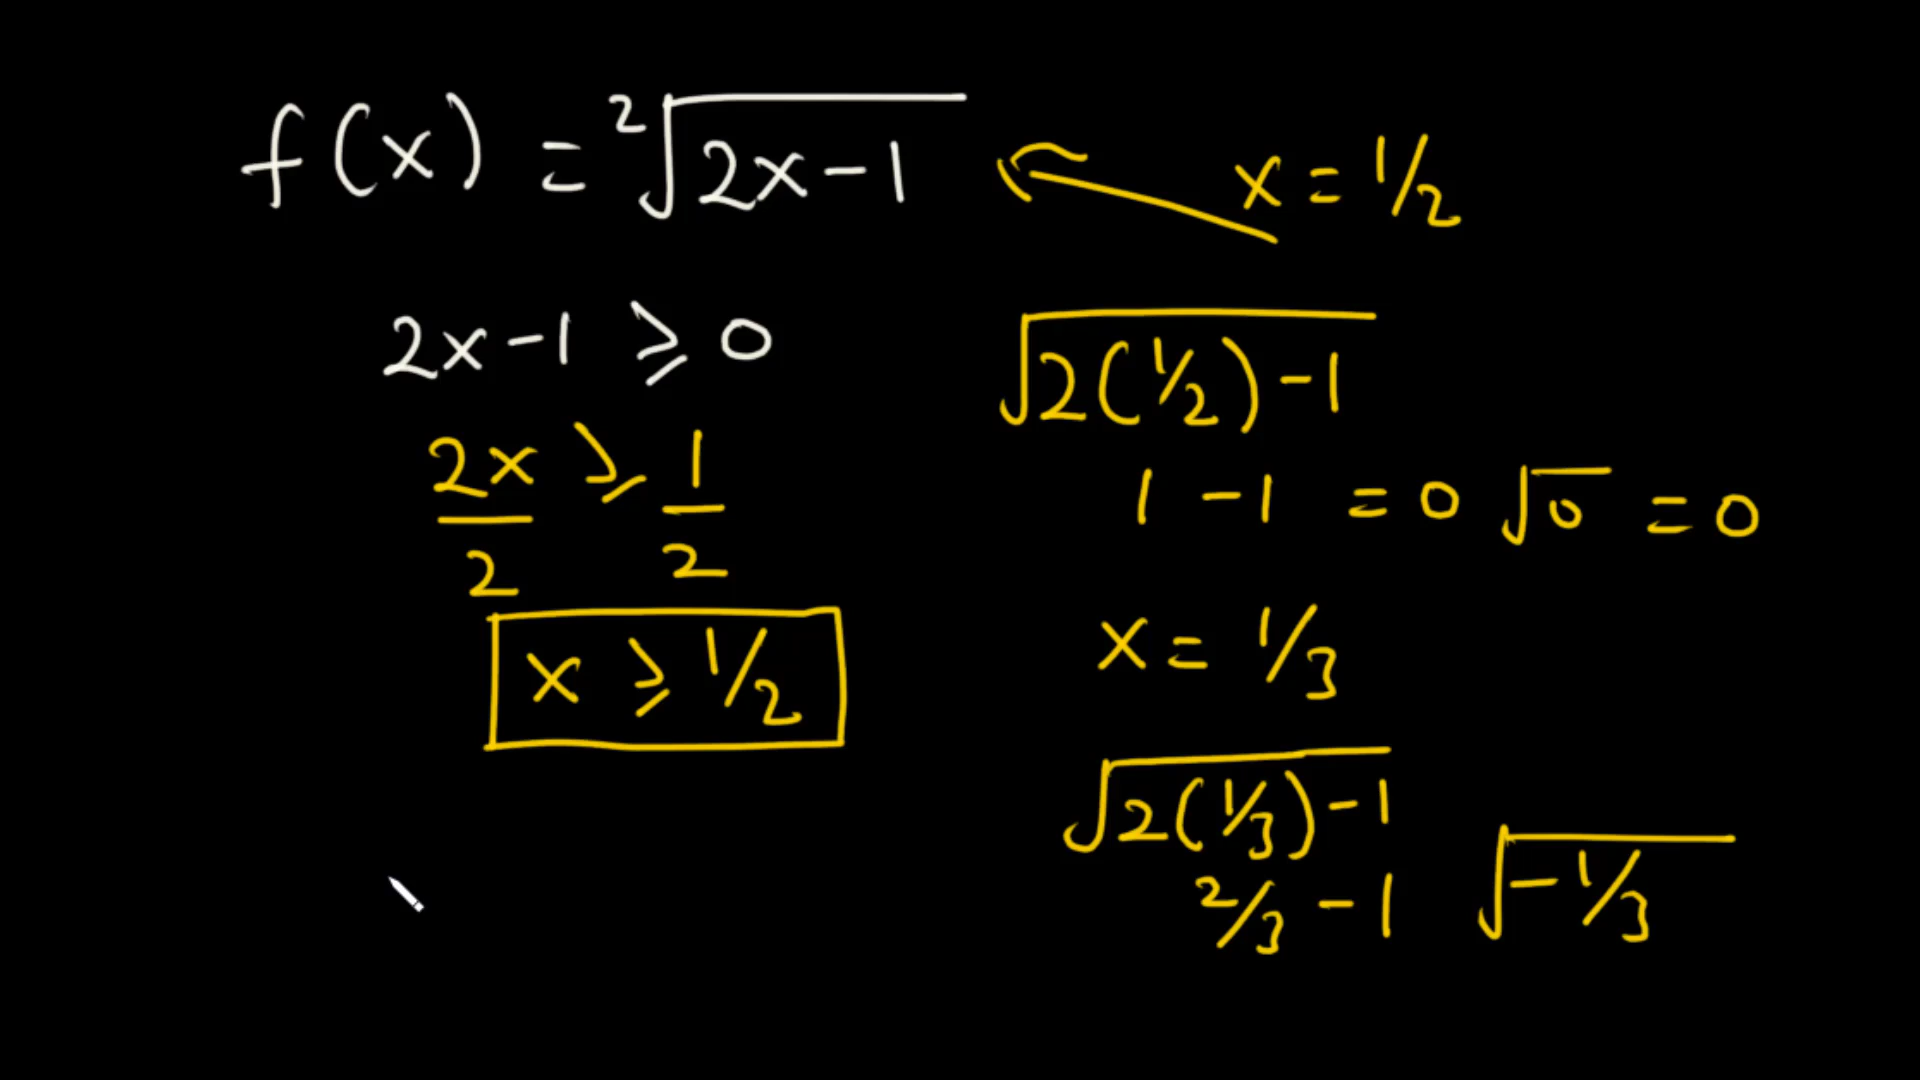 f(x) = ²√(2x-1)
x = 1/2
2x-1 ≥ 0
2x/2 ≥ 1/2
x ≥ 1/2
√(2(1/2)-1)
1 - 1 = 0 √0 = 0
x = 1/3
√(2(1/3)-1)
2/3 - 1 √(-1/3)